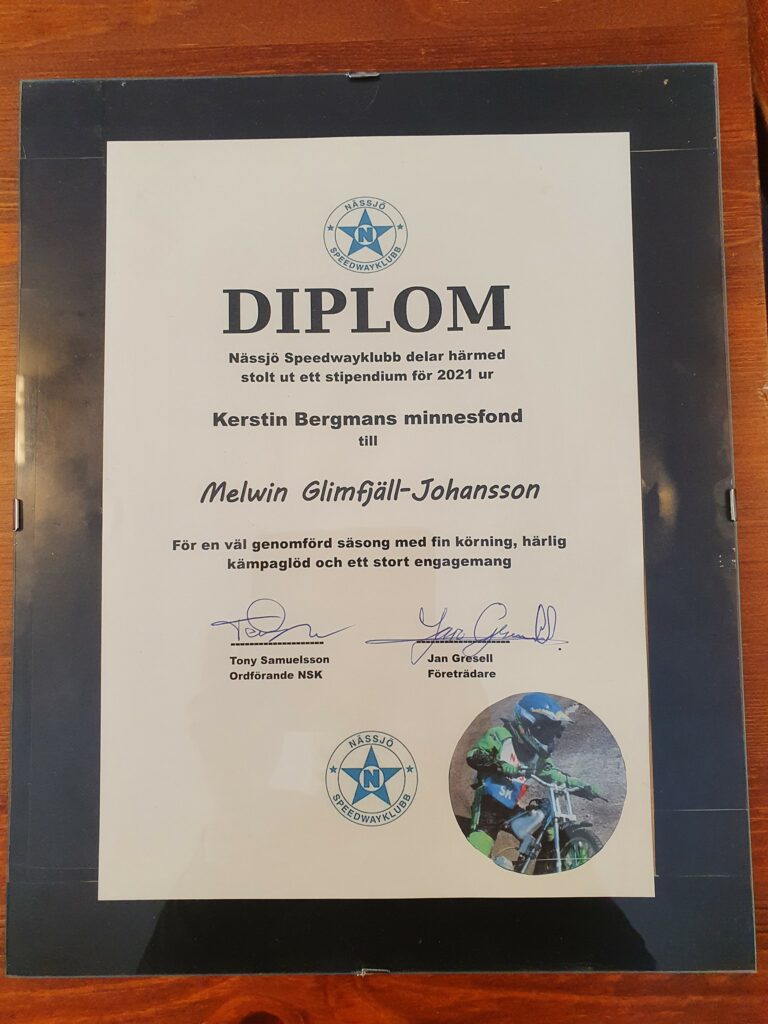 NÄSSJÖ
N
SPEEDWAYKLUBB
DIPLOM
Nässjö Speedwayklubb delar härmed
stolt ut ett stipendium för 2021 ur
Kerstin Bergmans minnesfond
till
Melwin Glimfjäll-Johansson
För en väl genomförd säsong med fin körning, härlig
kämpaglöd och ett stort engagemang
Tony Samuelsson
Ordförande NSK
Jan Gresell
Företrädare
NÄSSJÖ
N
SPEEDWAYKLUBB
SK